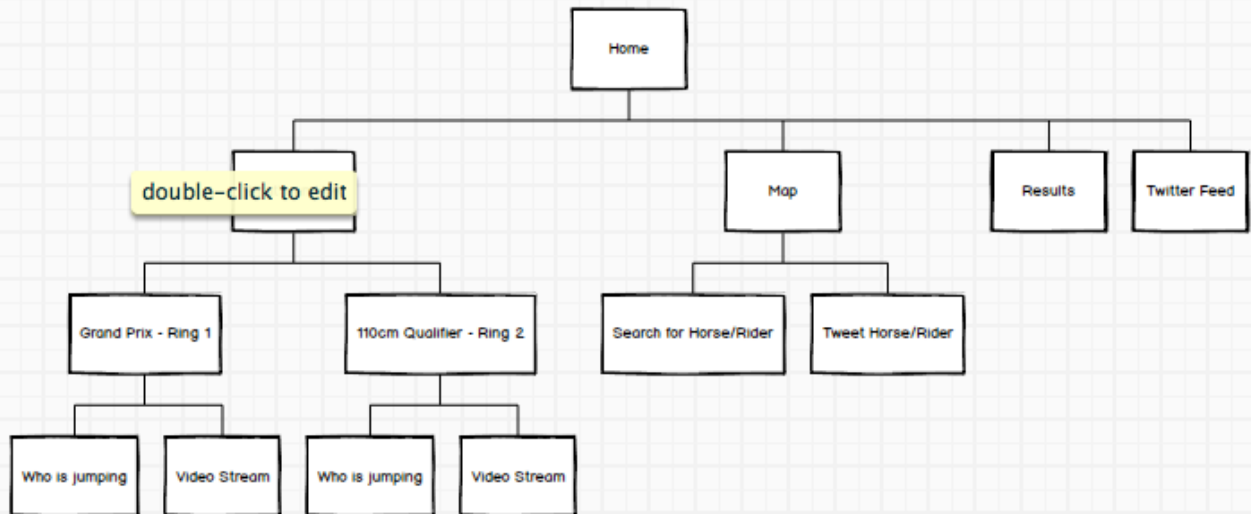 Home
double-click to edit
Map
Results
Twitter Feed
Grand Prix - Ring 1
110cm Qualifier - Ring 2
Search for Horse/Rider
Tweet Horse/Rider
Who is jumping
Video Stream
Who is jumping
Video Stream